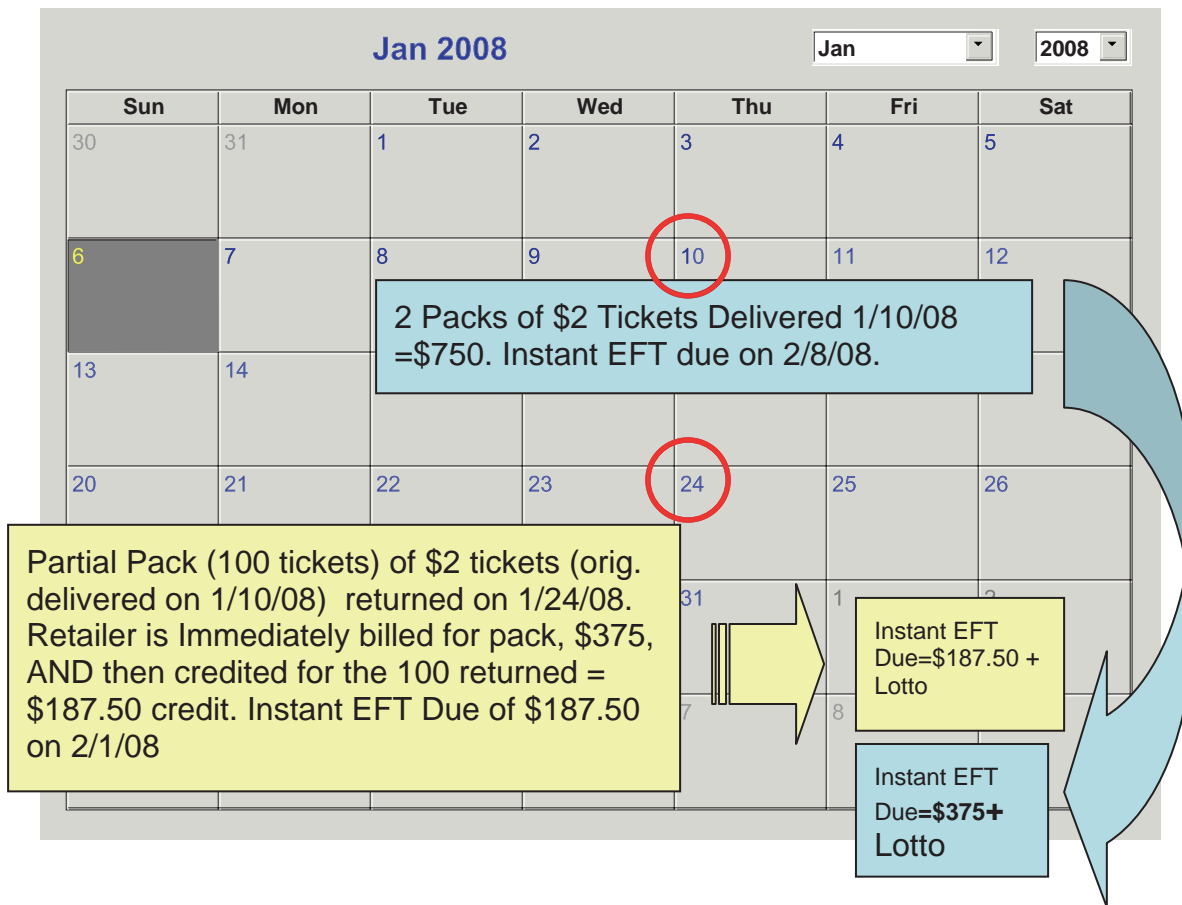 Jan 2008
Jan
2008
Sun Mon Tue Wed Thu Fri Sat
30 31 1 2 3 4 5
6 7 8 9 10 11 12
2 Packs of $2 Tickets Delivered 1/10/08
=$750. Instant EFT due on 2/8/08.
13 14
20 21 22 23 24 25 26
Partial Pack (100 tickets) of $2 tickets (orig.
delivered on 1/10/08) returned on 1/24/08.
Retailer is Immediately billed for pack, $375,
AND then credited for the 100 returned =
$187.50 credit. Instant EFT Due of $187.50
on 2/1/08
31 1 2
Instant EFT
Due=$187.50 +
Lotto
7 8
Instant EFT
Due=$375+
Lotto